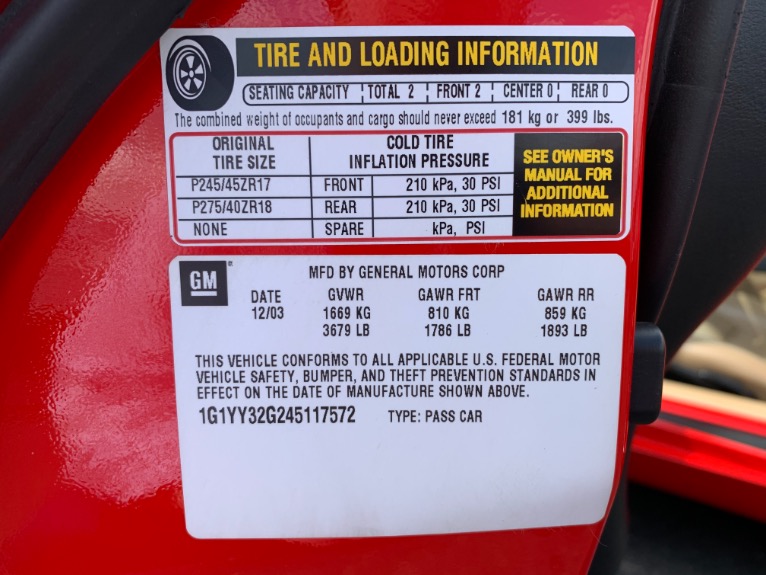 TIRE AND LOADING INFORMATION
SEATING CAPACITY TOTAL 2 FRONT 2 CENTER 0 REAR 0
The combined weight of occupants and cargo should never exceed 181 kg or 399 lbs.
ORIGINAL TIRE SIZE
COLD TIRE INFLATION PRESSURE
P245/45ZR17 FRONT 210 kPa, 30 PSI
P275/40ZR18 REAR 210 kPa, 30 PSI
NONE SPARE kPa, PSI
SEE OWNER'S
MANUAL FOR
ADDITIONAL
INFORMATION
GM
MFD BY GENERAL MOTORS CORP
DATE GVWR GAWR FRT GAWR RR
12/03 1669 KG 810 KG 859 KG
3679 LB 1786 LB 1893 LB
THIS VEHICLE CONFORMS TO ALL APPLICABLE U.S. FEDERAL MOTOR
VEHICLE SAFETY, BUMPER, AND THEFT PREVENTION STANDARDS IN
EFFECT ON THE DATE OF MANUFACTURE SHOWN ABOVE.
1G1YY32G245117572 TYPE: PASS CAR